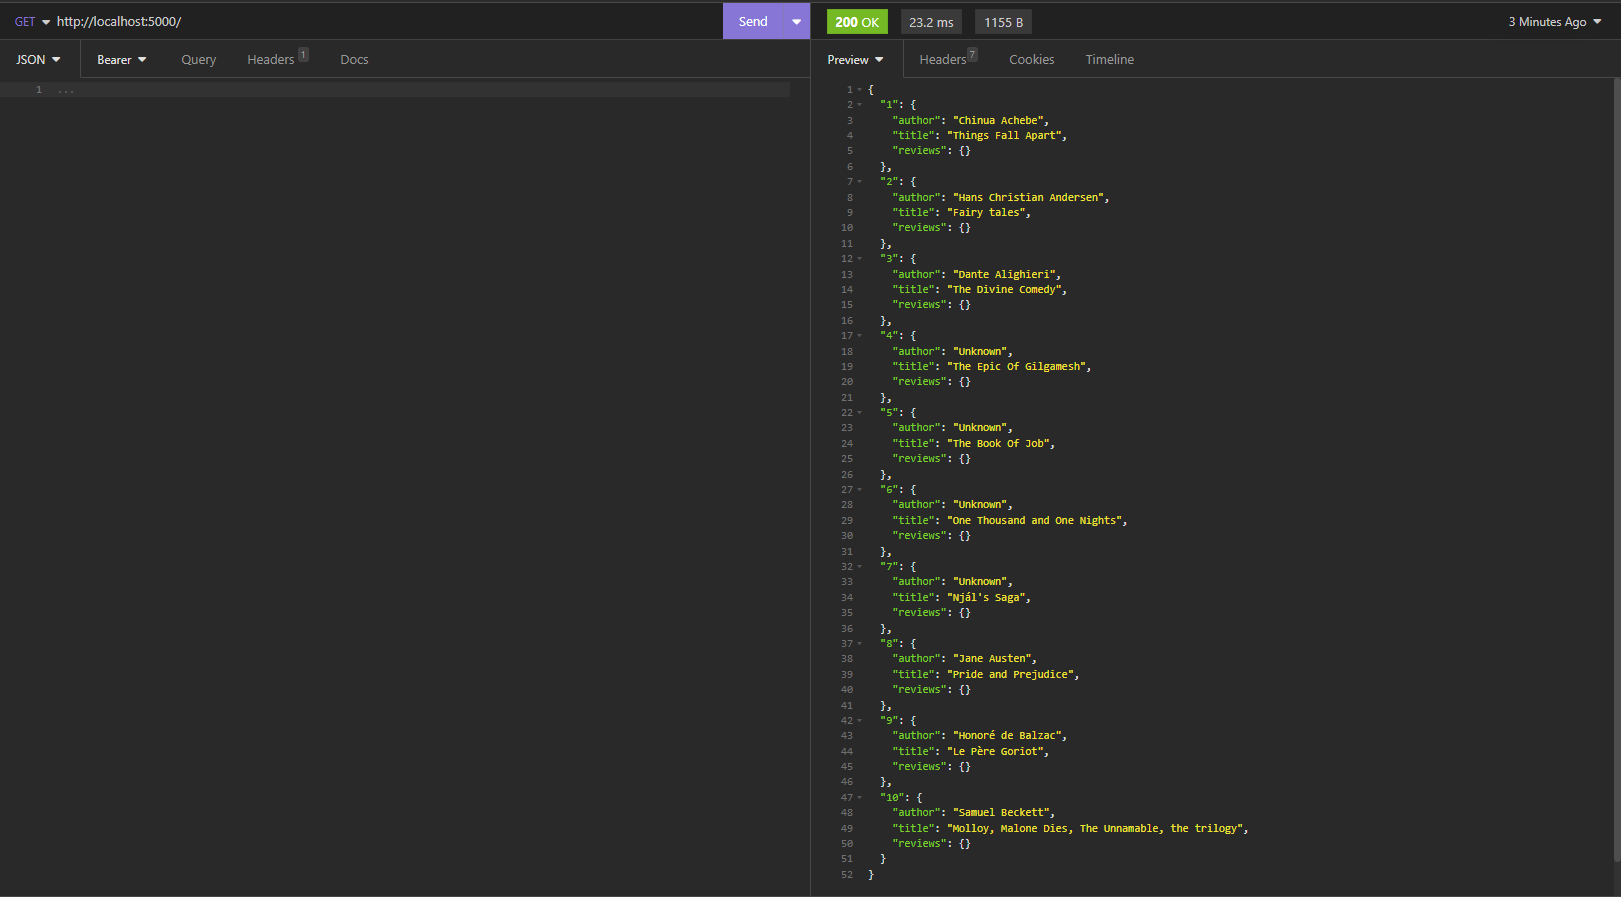 GET http://localhost:5000/ Send
200 OK 23.2 ms 1155 B 3 Minutes Ago
JSON Bearer Query Headers 1 Docs
Preview Headers 7 Cookies Timeline
1 ...
1 {
2 "1": {
3 "author": "Chinua Achebe",
4 "title": "Things Fall Apart",
5 "reviews": {}
6 },
7 "2": {
8 "author": "Hans Christian Andersen",
9 "title": "Fairy tales",
10 "reviews": {}
11 },
12 "3": {
13 "author": "Dante Alighieri",
14 "title": "The Divine Comedy",
15 "reviews": {}
16 },
17 "4": {
18 "author": "Unknown",
19 "title": "The Epic Of Gilgamesh",
20 "reviews": {}
21 },
22 "5": {
23 "author": "Unknown",
24 "title": "The Book Of Job",
25 "reviews": {}
26 },
27 "6": {
28 "author": "Unknown",
29 "title": "One Thousand and One Nights",
30 "reviews": {}
31 },
32 "7": {
33 "author": "Unknown",
34 "title": "Njál's Saga",
35 "reviews": {}
36 },
37 "8": {
38 "author": "Jane Austen",
39 "title": "Pride and Prejudice",
40 "reviews": {}
41 },
42 "9": {
43 "author": "Honoré de Balzac",
44 "title": "Le Père Goriot",
45 "reviews": {}
46 },
47 "10": {
48 "author": "Samuel Beckett",
49 "title": "Molloy, Malone Dies, The Unnamable, the trilogy",
50 "reviews": {}
51 }
52 }